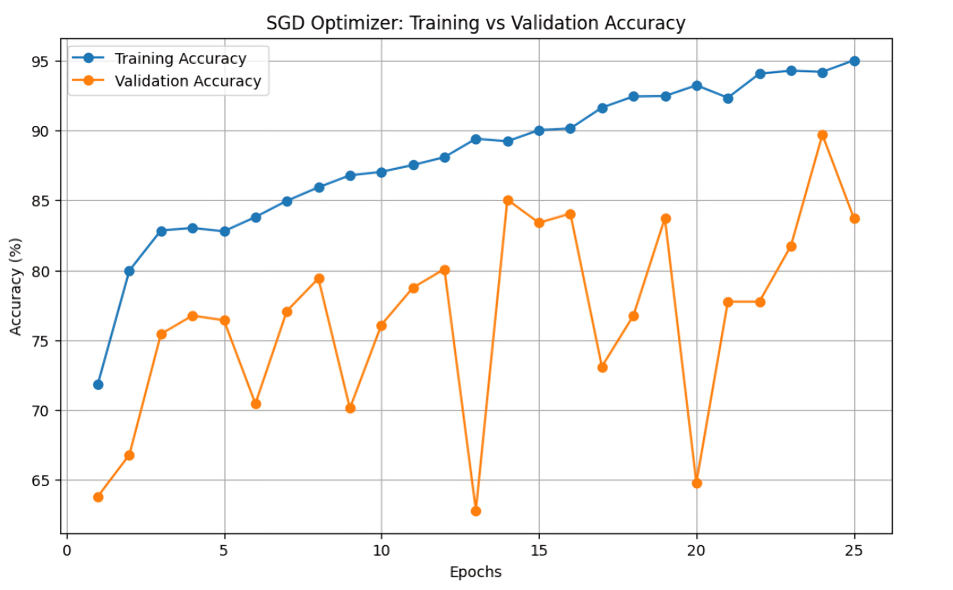 SGD Optimizer: Training vs Validation Accuracy
Training Accuracy
Validation Accuracy
Accuracy (%)
95
90
85
80
75
70
65
0 5 10 15 20 25
Epochs